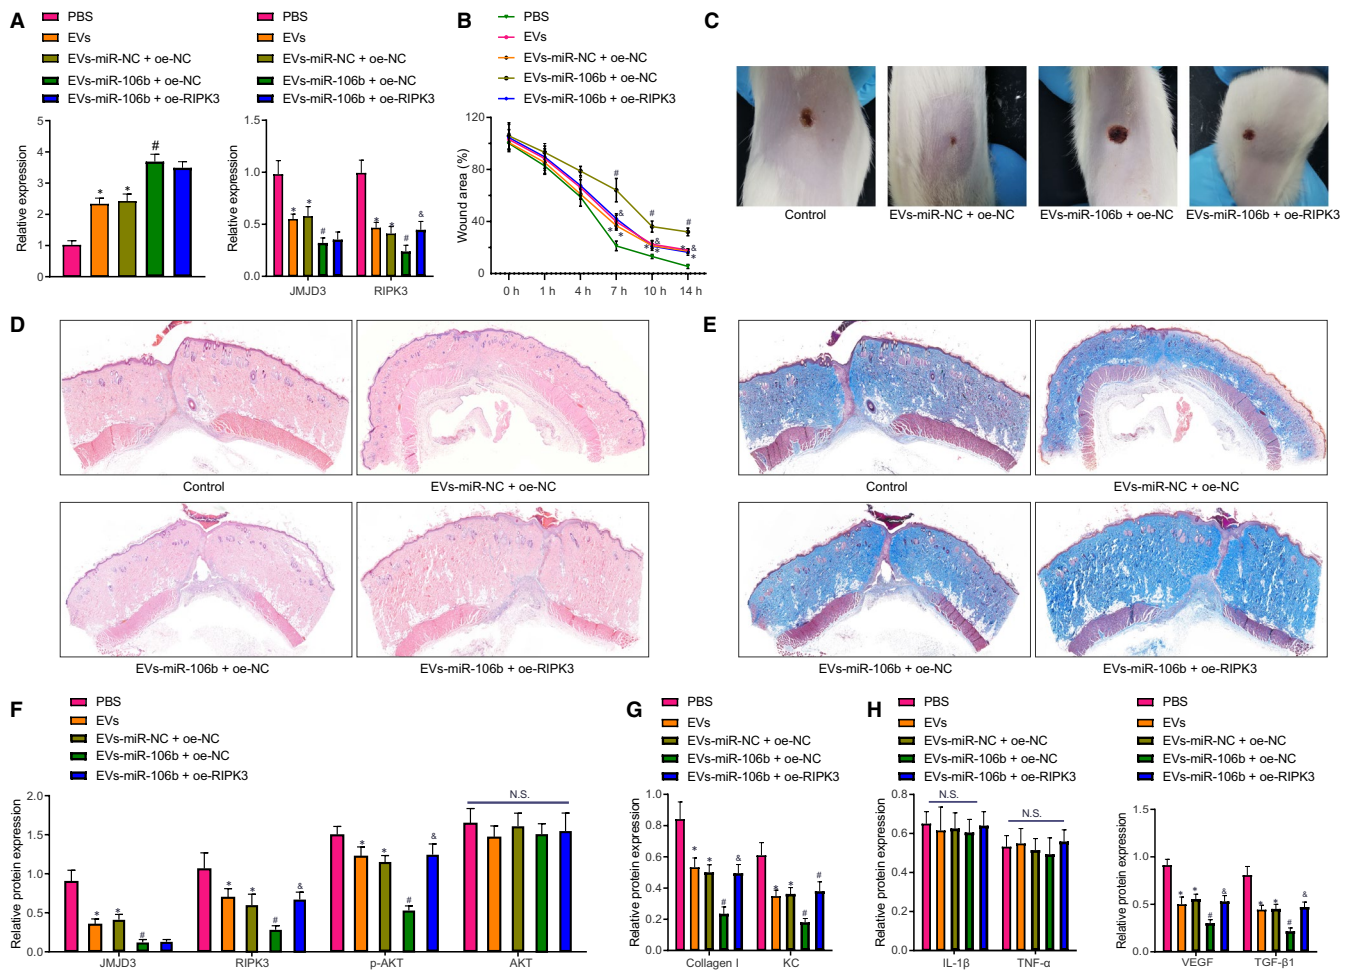 A
PBS
EVs
EVs-miR-NC + oe-NC
EVs-miR-106b + oe-NC
EVs-miR-106b + oe-RIPK3
Relative expression
5
4
3
2
1
0
*
*
#
PBS
EVs
EVs-miR-NC + oe-NC
EVs-miR-106b + oe-NC
EVs-miR-106b + oe-RIPK3
Relative expression
1.5
1.0
0.5
0.0
* * #
* * # &
JMJD3 RIPK3
B
PBS
EVs
EVs-miR-NC + oe-NC
EVs-miR-106b + oe-NC
EVs-miR-106b + oe-RIPK3
Wound area (%)
120
80
40
0
# # #
& & &
* * * * * *
0 h 1 h 4 h 7 h 10 h 14 h
C
Control EVs-miR-NC + oe-NC EVs-miR-106b + oe-NC EVs-miR-106b + oe-RIPK3
D
Control EVs-miR-NC + oe-NC
EVs-miR-106b + oe-NC EVs-miR-106b + oe-RIPK3
E
Control EVs-miR-NC + oe-NC
EVs-miR-106b + oe-NC EVs-miR-106b + oe-RIPK3
F
PBS
EVs
EVs-miR-NC + oe-NC
EVs-miR-106b + oe-NC
EVs-miR-106b + oe-RIPK3
Relative protein expression
2.0
1.5
1.0
0.5
0.0
* * #
* * # &
* * # &
N.S.
JMJD3 RIPK3 p-AKT AKT
G
PBS
EVs
EVs-miR-NC + oe-NC
EVs-miR-106b + oe-NC
EVs-miR-106b + oe-RIPK3
Relative protein expression
1.0
0.8
0.6
0.4
0.2
0.0
* * # &
* * # #
Collagen I KC
H
PBS
EVs
EVs-miR-NC + oe-NC
EVs-miR-106b + oe-NC
EVs-miR-106b + oe-RIPK3
Relative protein expression
0.8
0.6
0.4
0.2
0.0
N.S.
N.S.
IL-1β TNF-α
PBS
EVs
EVs-miR-NC + oe-NC
EVs-miR-106b + oe-NC
EVs-miR-106b + oe-RIPK3
Relative protein expression
1.5
1.0
0.5
0.0
* * # &
* * # &
VEGF TGF-β1